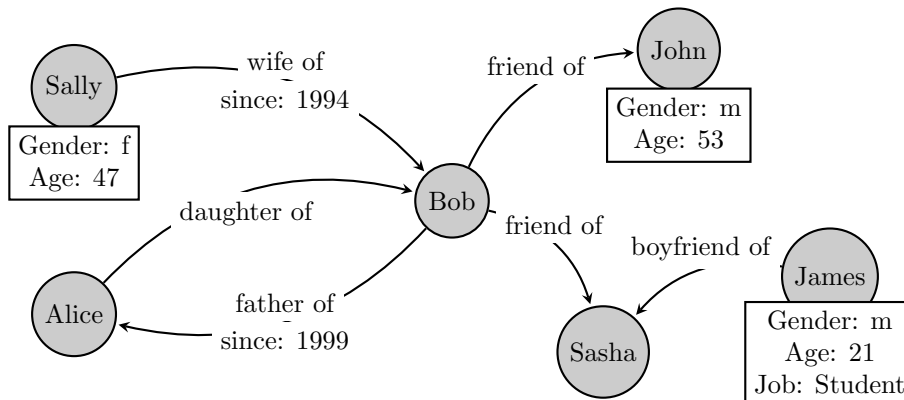 Sally
Gender: f
Age: 47
wife of
since: 1994
friend of
John
Gender: m
Age: 53
Bob
daughter of
friend of
boyfriend of
James
Gender: m
Age: 21
Job: Student
Alice
father of
since: 1999
Sasha